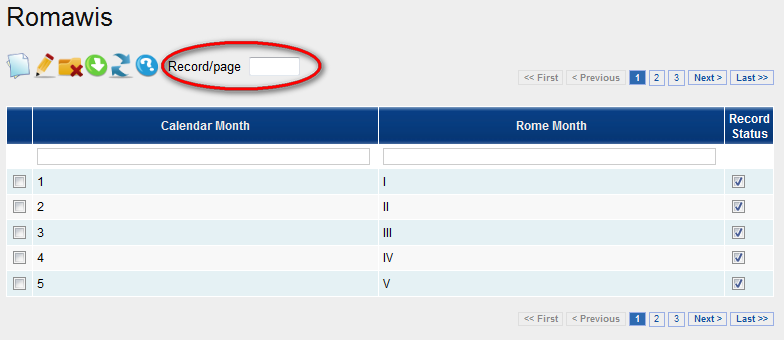 Romawis
Record/page
<< First < Previous 1 2 3 Next > Last >>
Calendar Month Rome Month Record Status
1 I
2 II
3 III
4 IV
5 V
<< First < Previous 1 2 3 Next > Last >>